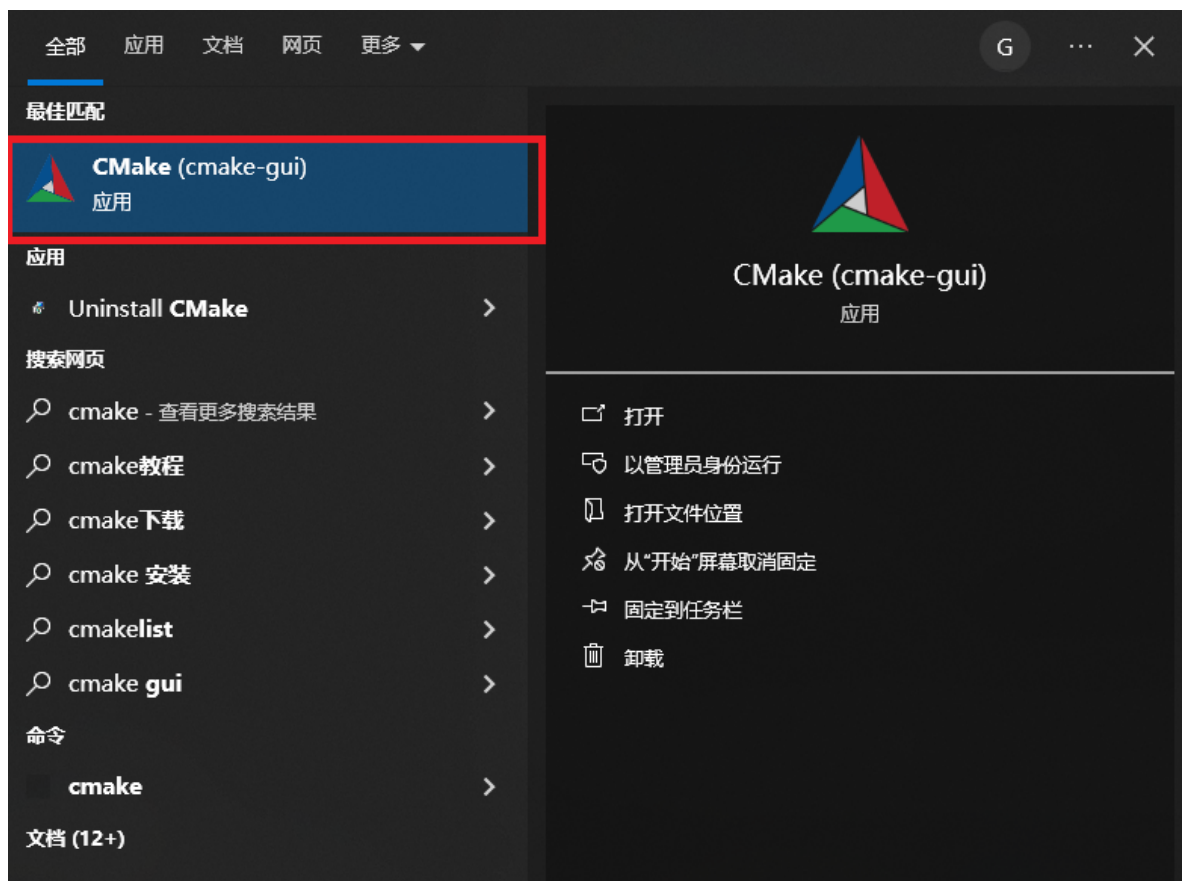 全部 应用 文档 网页 更多 G ...
最佳匹配
CMake (cmake-gui)
应用
应用
Uninstall CMake
搜索网页
cmake - 查看更多搜索结果
cmake教程
cmake下载
cmake 安装
cmakelist
cmake gui
命令
cmake
文档 (12+)
CMake (cmake-gui)
应用
打开
以管理员身份运行
打开文件位置
从"开始"屏幕取消固定
固定到任务栏
卸载